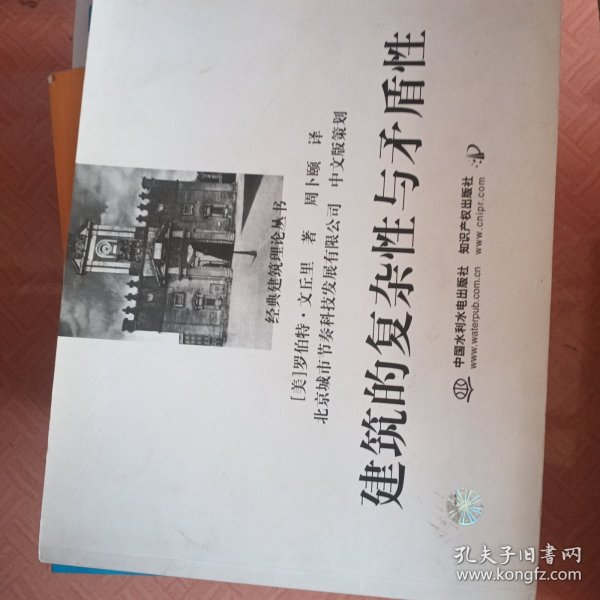 经典建筑理论丛书
[美]罗伯特·文丘里 著 周卜颐 译
北京城市节奏科技发展有限公司 中文版策划
建筑的复杂性与矛盾性
中国水利水电出版社
www.waterpub.com.cn
知识产权出版社
www.cnipr.com
孔夫子旧书网
www.kongfz.com